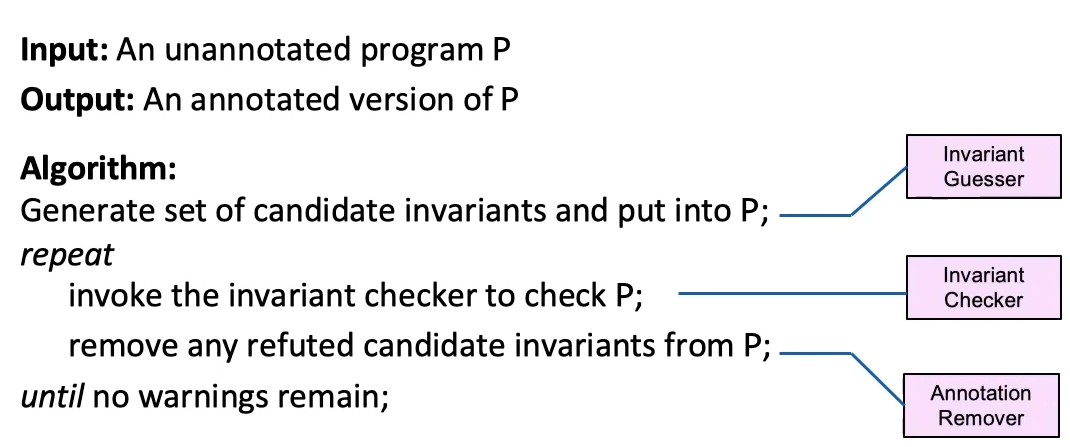 Input: An unannotated program P
Output: An annotated version of P
Algorithm:
Generate set of candidate invariants and put into P;
repeat
invoke the invariant checker to check P;
remove any refuted candidate invariants from P;
until no warnings remain;
Invariant
Guesser
Invariant
Checker
Annotation
Remover